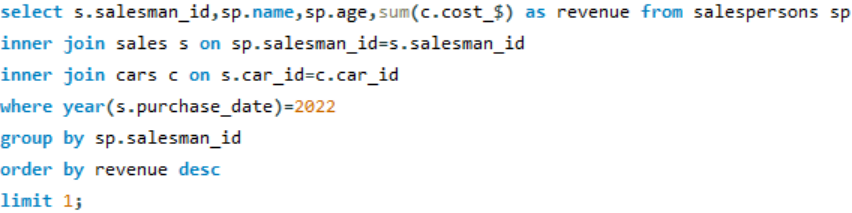 select s.salesman_id,sp.name,sp.age,sum(c.cost_$) as revenue from salespersons sp
inner join sales s on sp.salesman_id=s.salesman_id
inner join cars c on s.car_id=c.car_id
where year(s.purchase_date)=2022
group by sp.salesman_id
order by revenue desc
limit 1;